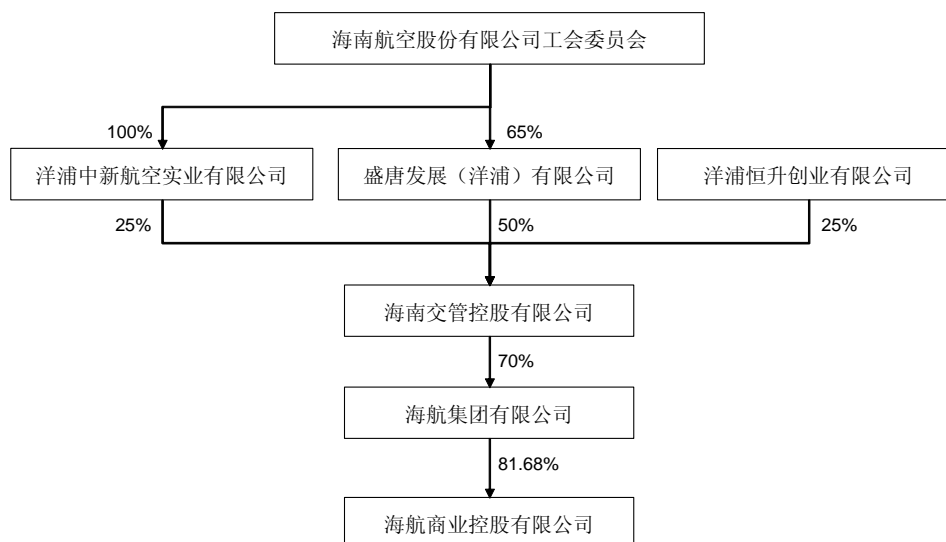 海南航空股份有限公司工会委员会
100%
65%
洋浦中新航空实业有限公司
盛唐发展（洋浦）有限公司
洋浦恒升创业有限公司
25%
50%
25%
海南交管控股有限公司
70%
海航集团有限公司
81.68%
海航商业控股有限公司